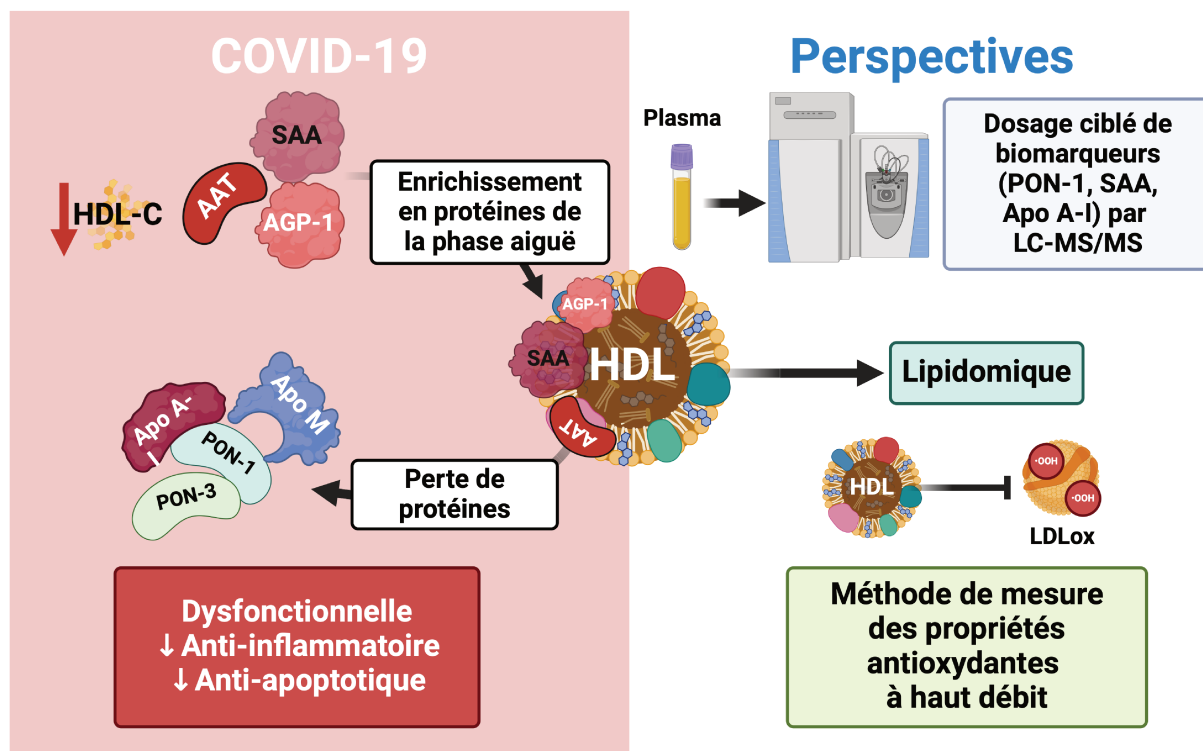 COVID-19
SAA
AAT
AGP-1
↓ HDL-C
Enrichissement
en protéines de
la phase aiguë
AGP-1
SAA
HDL
AAT
Apo A-
I
Apo M
PON-1
PON-3
Perte de
protéines
Dysfonctionnelle
↓ Anti-inflammatoire
↓ Anti-apoptotique
Perspectives
Plasma
Dosage ciblé de
biomarqueurs
(PON-1, SAA,
Apo A-I) par
LC-MS/MS
Lipidomique
HDL
·OOH
·OOH
LDLox
Méthode de mesure
des propriétés
antioxydantes
à haut débit